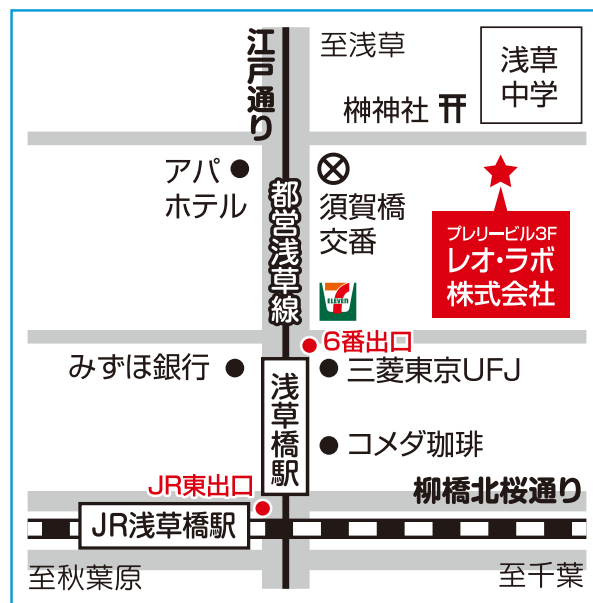 江戸通り
至浅草
浅草
中学
榊神社
アパ
ホテル
須賀橋
交番
都営浅草線
プレリービル3F
レオ・ラボ
株式会社
7
ELEVEN
6番出口
みずほ銀行
三菱東京UFJ
浅草橋駅
コメダ珈琲
JR東出口
柳橋北桜通り
JR浅草橋駅
至秋葉原
至千葉